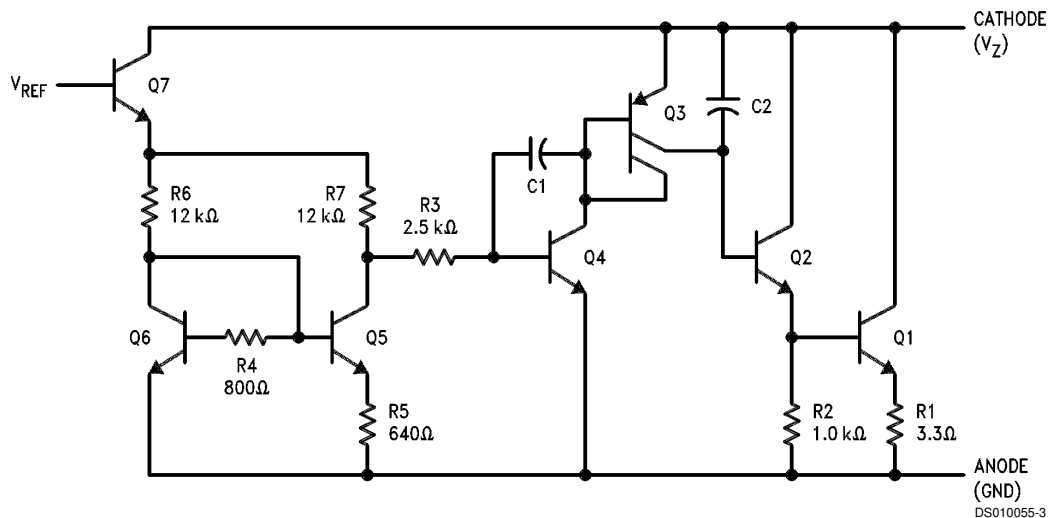 CATHODE
(VZ)
VREF
Q7
Q3
C2
C1
R6
12 kΩ
R7
12 kΩ
R3
2.5 kΩ
Q4
Q2
Q6
R4
800Ω
Q5
Q1
R5
640Ω
R2
1.0 kΩ
R1
3.3Ω
ANODE
(GND)
DS010055-3